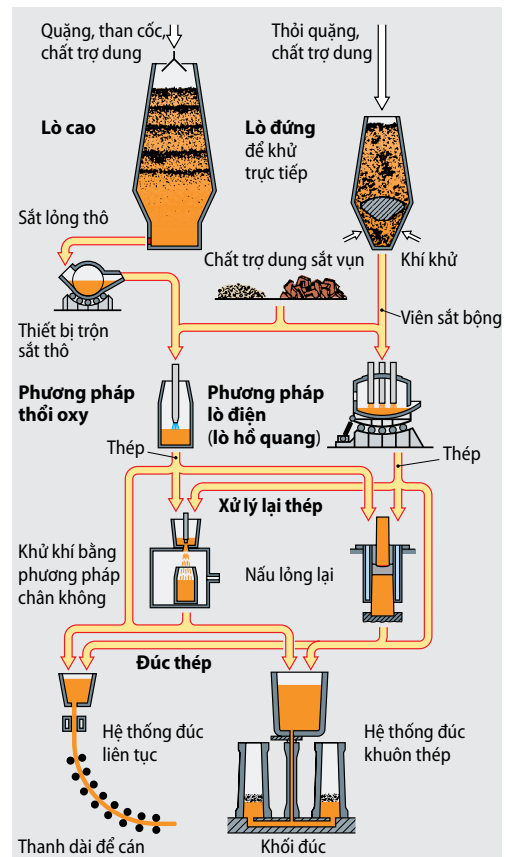 Quặng, than cốc,
chất trợ dung
Thỏi quặng,
chất trợ dung
Lò cao
Lò đứng
để khử
trực tiếp
Sắt lỏng thô
Chất trợ dung sắt vụn
Khí khử
Thiết bị trộn
sắt thô
Viên sắt bộng
Phương pháp
thổi oxy
Phương pháp
lò điện
(lò hồ quang)
Thép
Thép
Xử lý lại thép
Khử khí bằng
phương pháp
chân không
Nấu lỏng lại
Đúc thép
Hệ thống đúc
liên tục
Hệ thống đúc
khuôn thép
Thanh dài để cán
Khối đúc